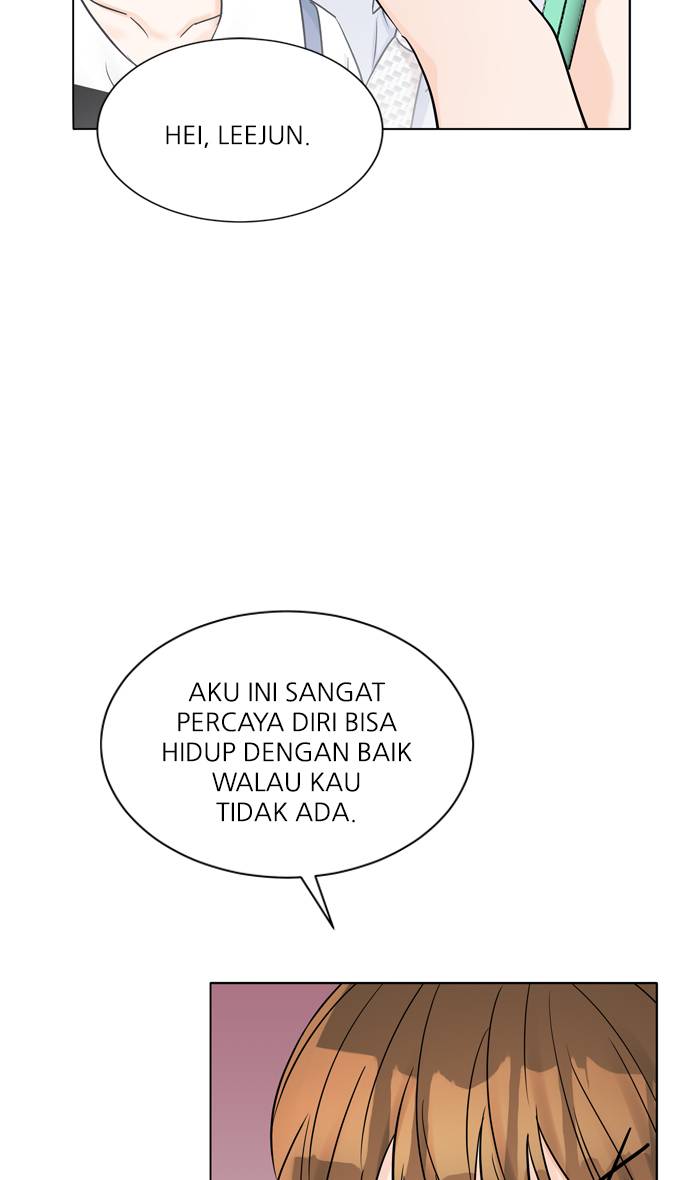 HEI, LEEJUN.
AKU INI SANGAT
PERCAYA DIRI BISA
HIDUP DENGAN BAIK
WALAU KAU
TIDAK ADA.